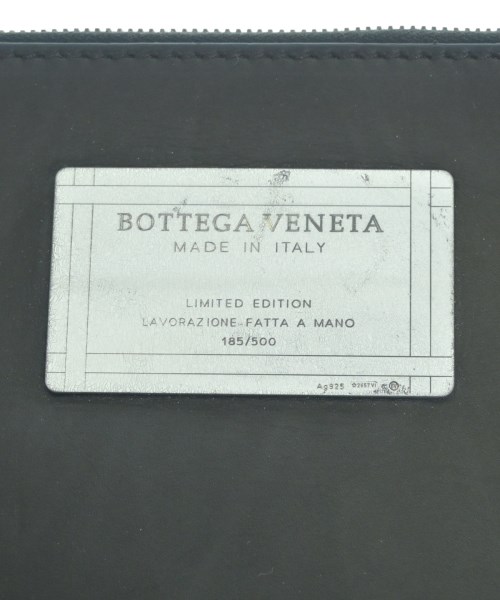 BOTTEGA VENETA
MADE IN ITALY
LIMITED EDITION
LAVORAZIONE FATTA A MANO
185/500
Ag925